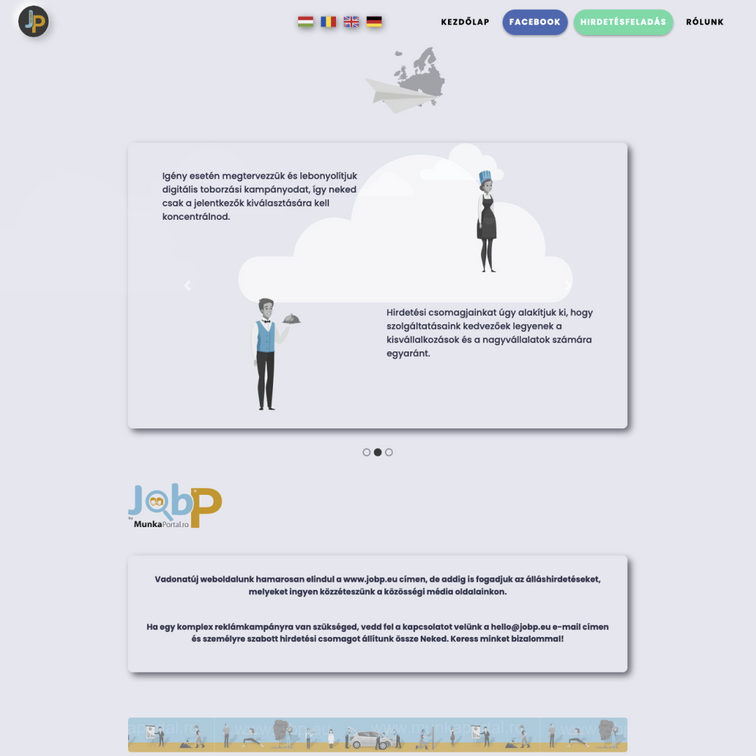 JP
KEZDŐLAP
FACEBOOK
HIRDETÉSFELADÁS
RÓLUNK
Igény esetén megtervezzük és lebonyolítjuk
digitális toborzási kampányodat, így neked
csak a jelentkezők kiválasztására kell
koncentrálnod.
Hirdetési csomagjainkat úgy alakítjuk ki, hogy
szolgáltatásaink kedvezőek legyenek a
kisvállalkozások és a nagyvállalatok számára
egyaránt.
JobP
by MunkaPortal.ro
Vadonatúj weboldalunk hamarosan elindul a www.jobp.eu címen, de addig is fogadjuk az álláshirdetéseket,
melyeket ingyen közzéteszünk a közösségi média oldalainkon.
Ha egy komplex reklámkampányra van szükséged, vedd fel a kapcsolatot velünk a hello@jobp.eu e-mail címen
és személyre szabott hirdetési csomagot állítunk össze Neked. Keress minket bizalommal!